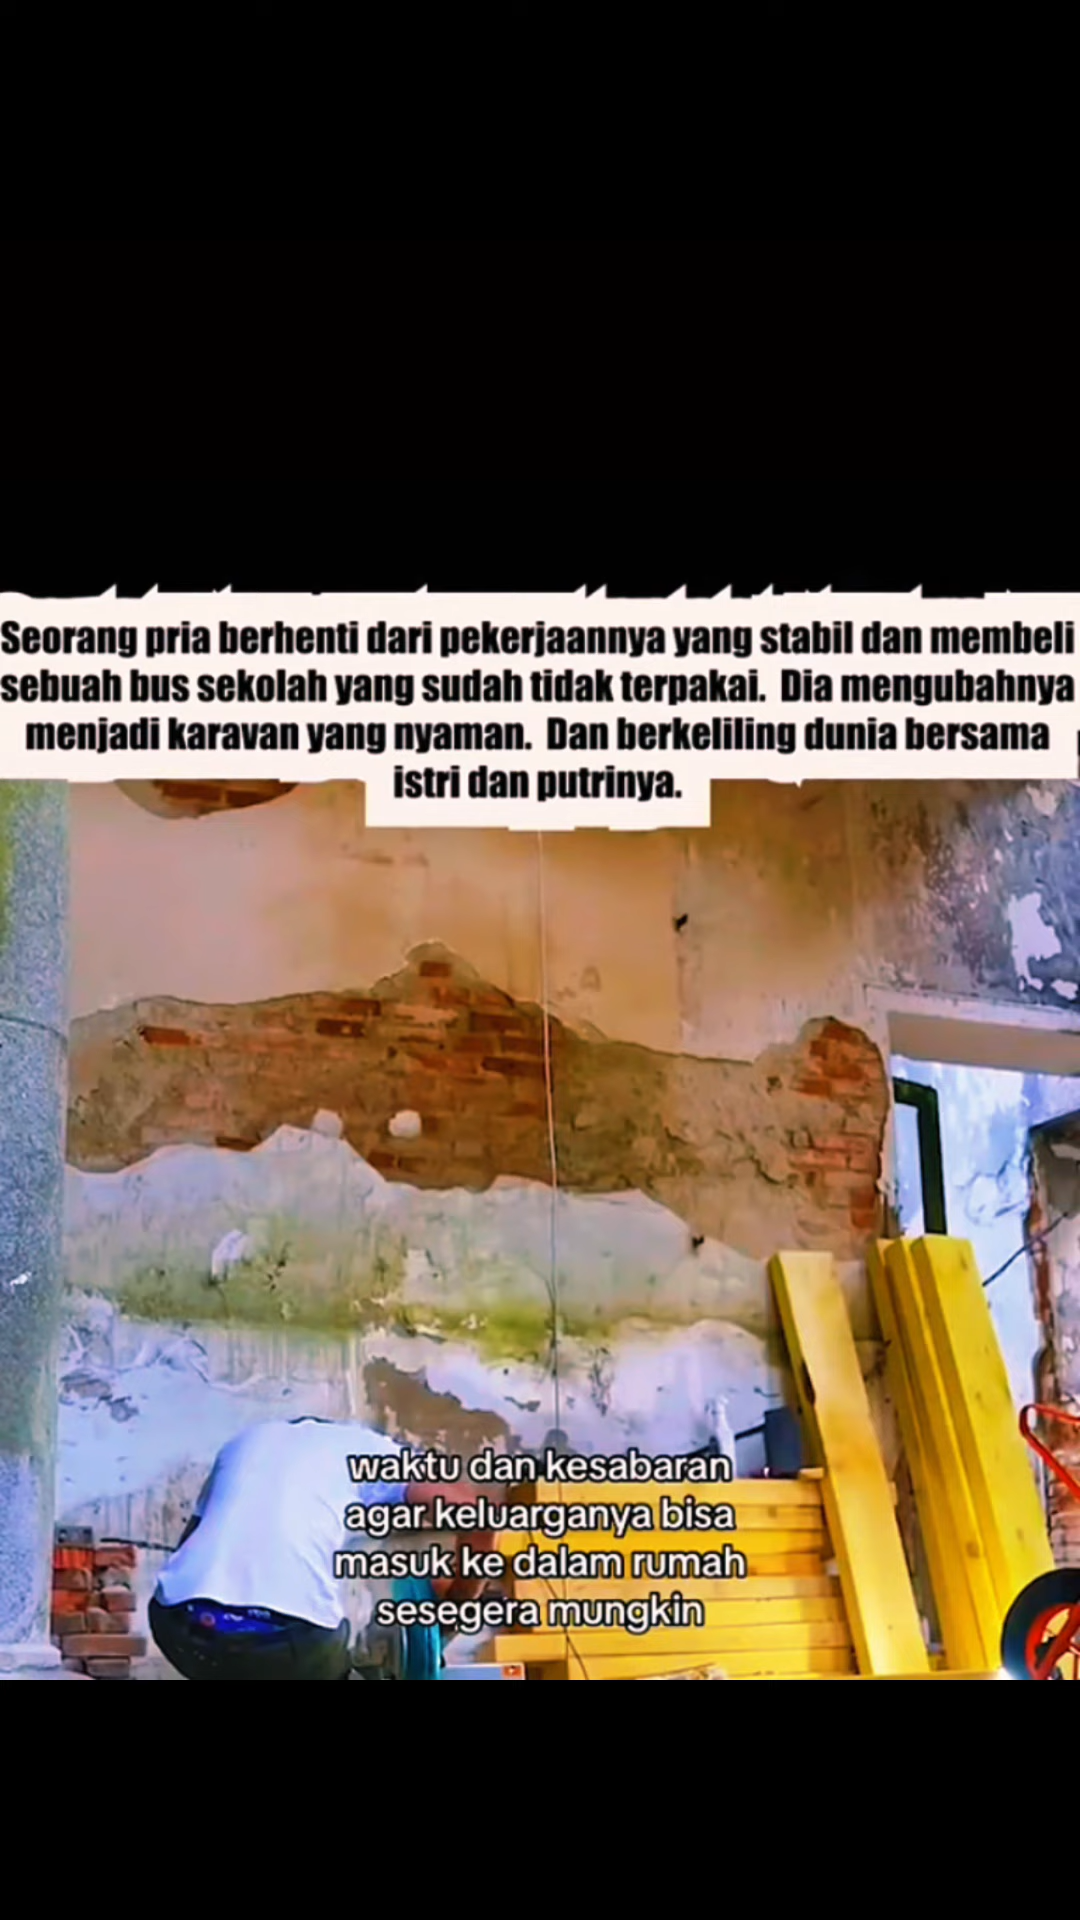 Seorang pria berhenti dari pekerjaannya yang stabil dan membeli
sebuah bus sekolah yang sudah tidak terpakai. Dia mengubahnya
menjadi karavan yang nyaman. Dan berkeliling dunia bersama
istri dan putrinya.
waktu dan kesabaran
agar keluarganya bisa
masuk ke dalam rumah
sesegera mungkin